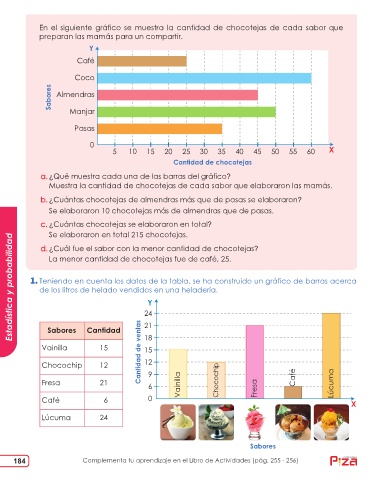 En el siguiente gráfico se muestra la cantidad de chocotejas de cada sabor que
preparan las mamás para un compartir.
Y
Café
Coco
Almendras
Manjar
Pasas
0
Sabores
5 10 15 20 25 30 35 40 45 50 55 60 X
Cantidad de chocotejas
a. ¿Qué muestra cada una de las barras del gráfico?
Muestra la cantidad de chocotejas de cada sabor que elaboraron las mamás.
b. ¿Cuántas chocotejas de almendras más que de pasas se elaboraron?
Se elaboraron 10 chocotejas más de almendras que de pasas.
c. ¿Cuántas chocotejas se elaboraron en total?
Se elaboraron en total 215 chocotejas.
d. ¿Cuál fue el sabor con la menor cantidad de chocotejas?
La menor cantidad de chocotejas fue de café, 25.
Estadística y probabilidad
1. Teniendo en cuenta los datos de la tabla, se ha construido un gráfico de barras acerca
de los litros de helado vendidos en una heladería.
Sabores Cantidad
Vainilla 15
Chocochip 12
Fresa 21
Café 6
Lúcuma 24
Y
Cantidad de ventas
24
21
18
15
12
9
6
0
Vainilla
Chocochip
Fresa
Café
Lúcuma
X
Sabores
184
Complementa tu aprendizaje en el Libro de Actividades (pág. 255 - 256)
P za